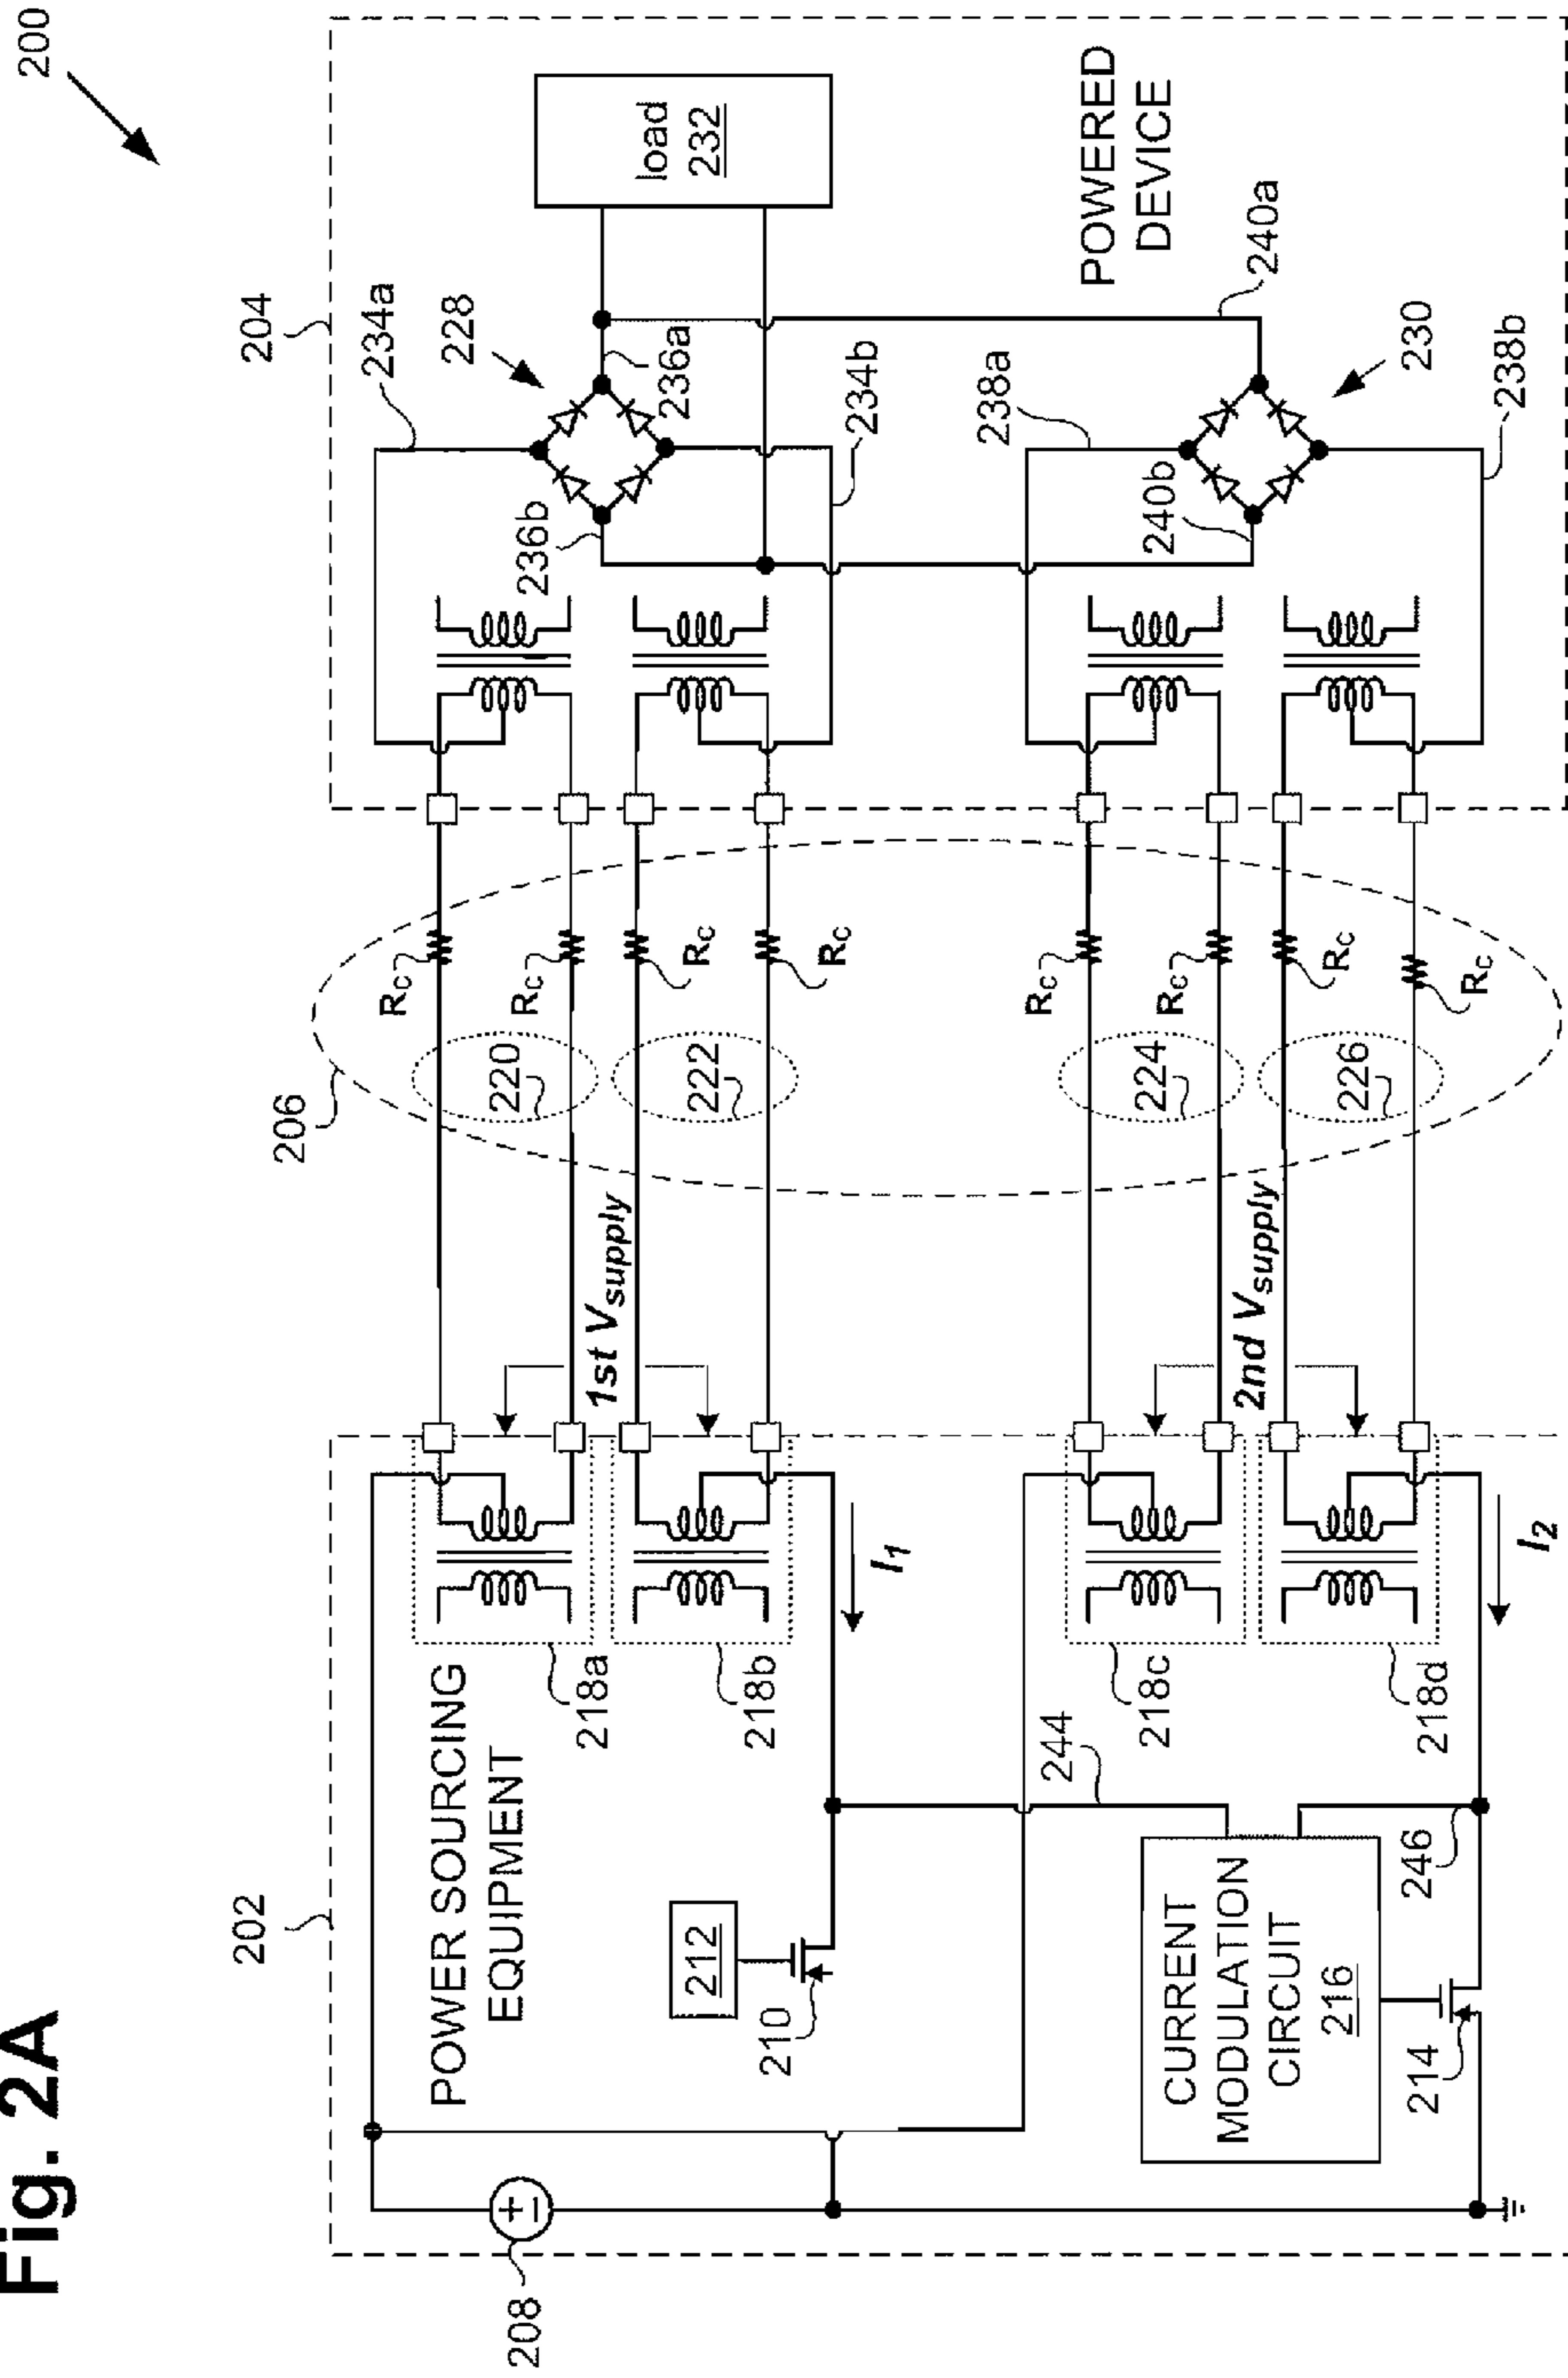 Fig. 2A
200
202
204
206
POWER SOURCING
EQUIPMENT
208
210
212
214
CURRENT
MODULATION
CIRCUIT
216
218a
218b
218c
218d
244
246
I1
I2
1st Vsupply
2nd Vsupply
220
222
224
226
RC
RC
RC
RC
RC
RC
RC
RC
234a
228
236a
236b
234b
load
232
POWERED
DEVICE
238a
240a
240b
230
238b